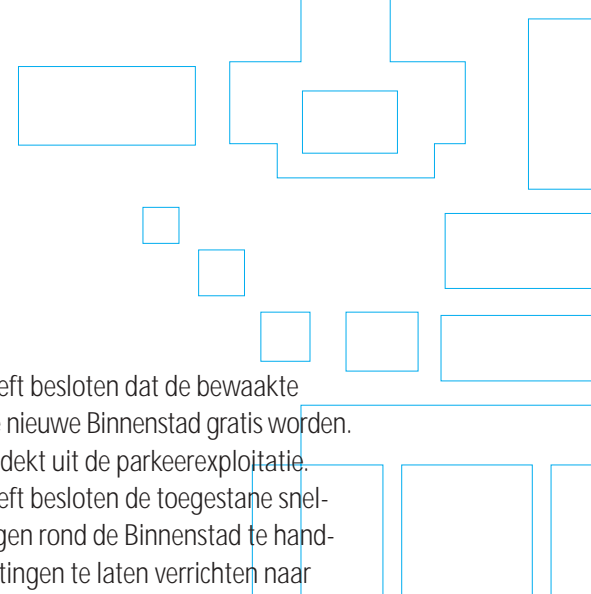 eft besloten dat de bewaakte
nieuwe Binnenstad gratis worden.
dekt uit de parkeerexploitatie.
eft besloten de toegestane snel-
gen rond de Binnenstad te hand-
tingen te laten verrichten naar